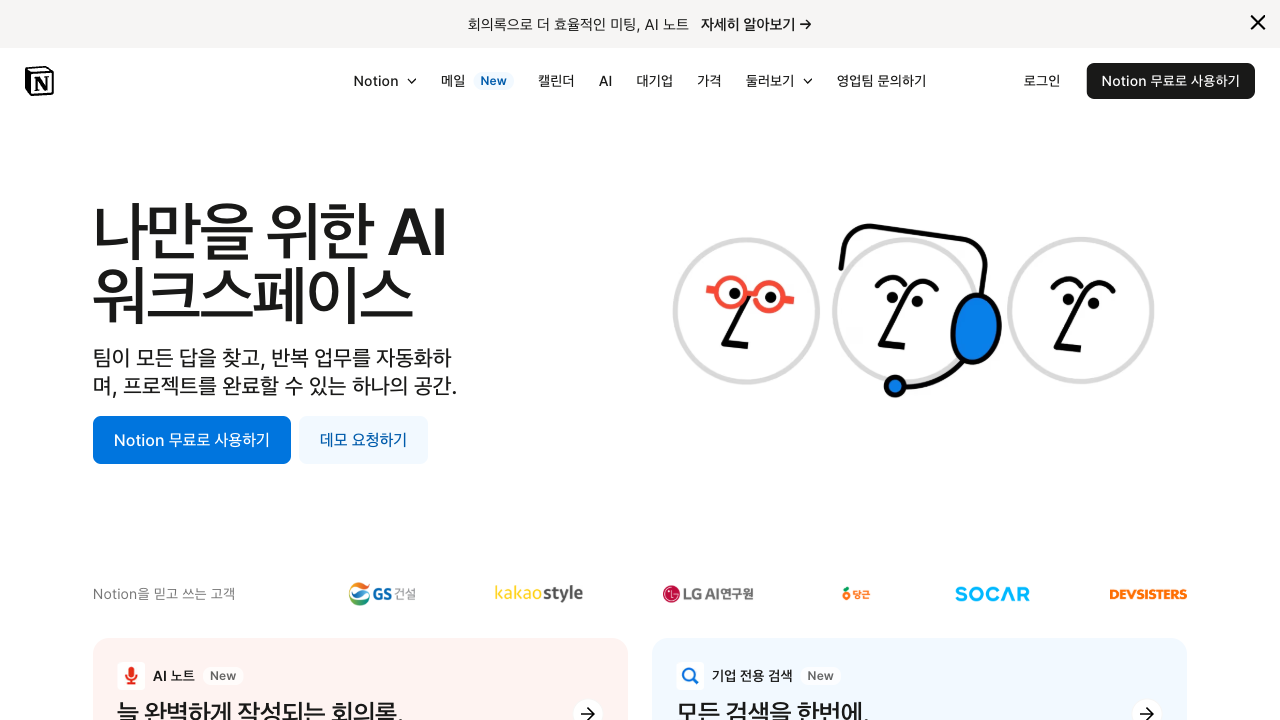 회의록으로 더 효율적인 미팅, AI 노트 자세히 알아보기 →
N Notion 메일 New 캘린더 AI 대기업 가격 둘러보기 영업팀 문의하기 로그인 Notion 무료로 사용하기
나만을 위한 AI
워크스페이스
팀이 모든 답을 찾고, 반복 업무를 자동화하
며, 프로젝트를 완료할 수 있는 하나의 공간.
Notion 무료로 사용하기 데모 요청하기
Notion을 믿고 쓰는 고객 GS 건설 kakaostyle LG AI연구원 당근 SOCAR DEVSISTERS
AI 노트 New
늘 완벽하게 작성되는 회의록.
기업 전용 검색 New
모든 검색을 한번에.